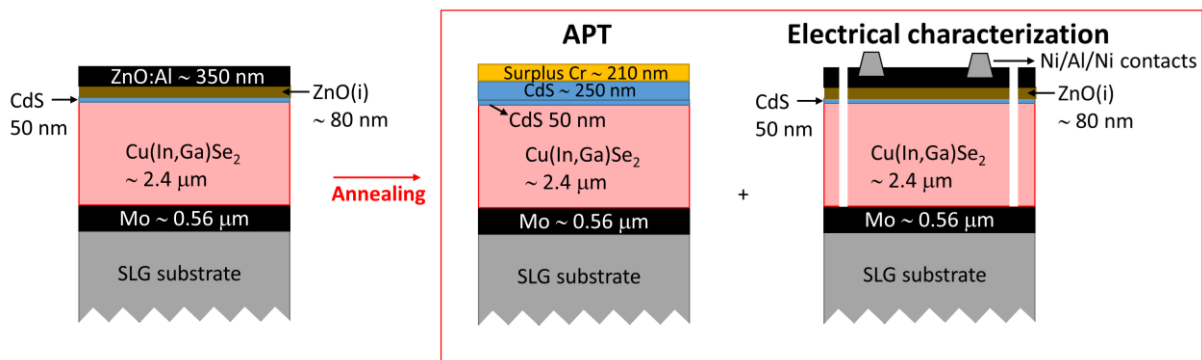 ZnO:Al ~ 350 nm
CdS
50 nm
ZnO(i)
~ 80 nm
Cu(In,Ga)Se₂
~ 2.4 μm
Mo ~ 0.56 μm
SLG substrate
Annealing
APT
Surplus Cr ~ 210 nm
CdS ~ 250 nm
CdS 50 nm
Cu(In,Ga)Se₂
~ 2.4 μm
Mo ~ 0.56 μm
SLG substrate
+
Electrical characterization
Ni/Al/Ni contacts
CdS
50 nm
ZnO(i)
~ 80 nm
Cu(In,Ga)Se₂
~ 2.4 μm
Mo ~ 0.56 μm
SLG substrate